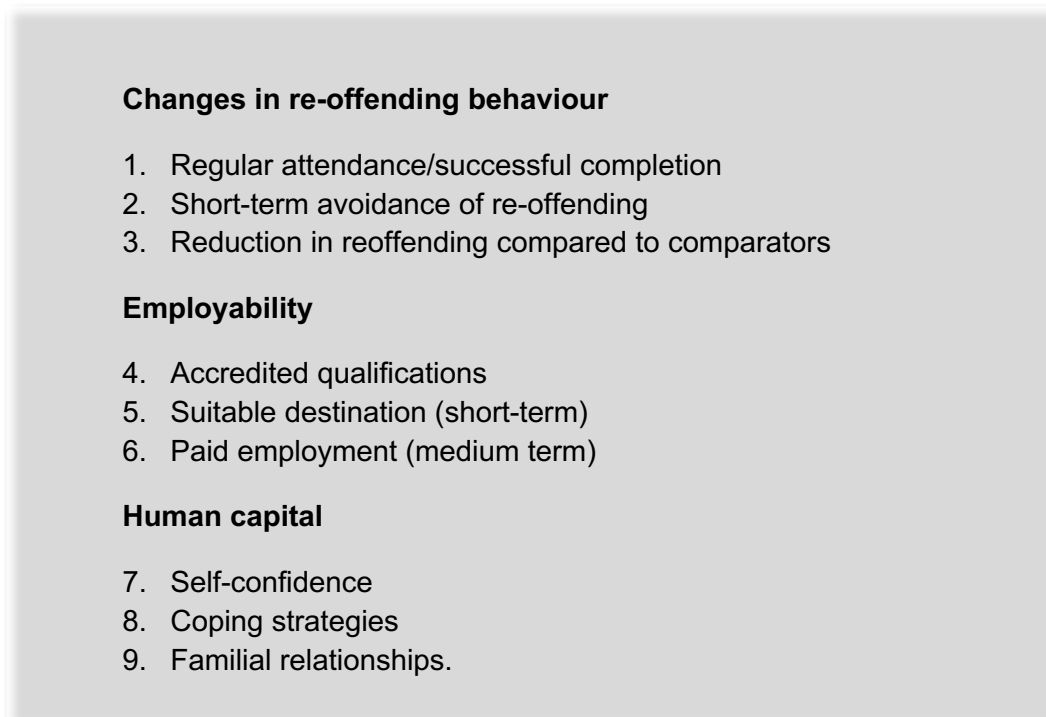 Changes in re-offending behaviour
1. Regular attendance/successful completion
2. Short-term avoidance of re-offending
3. Reduction in reoffending compared to comparators
Employability
4. Accredited qualifications
5. Suitable destination (short-term)
6. Paid employment (medium term)
Human capital
7. Self-confidence
8. Coping strategies
9. Familial relationships.